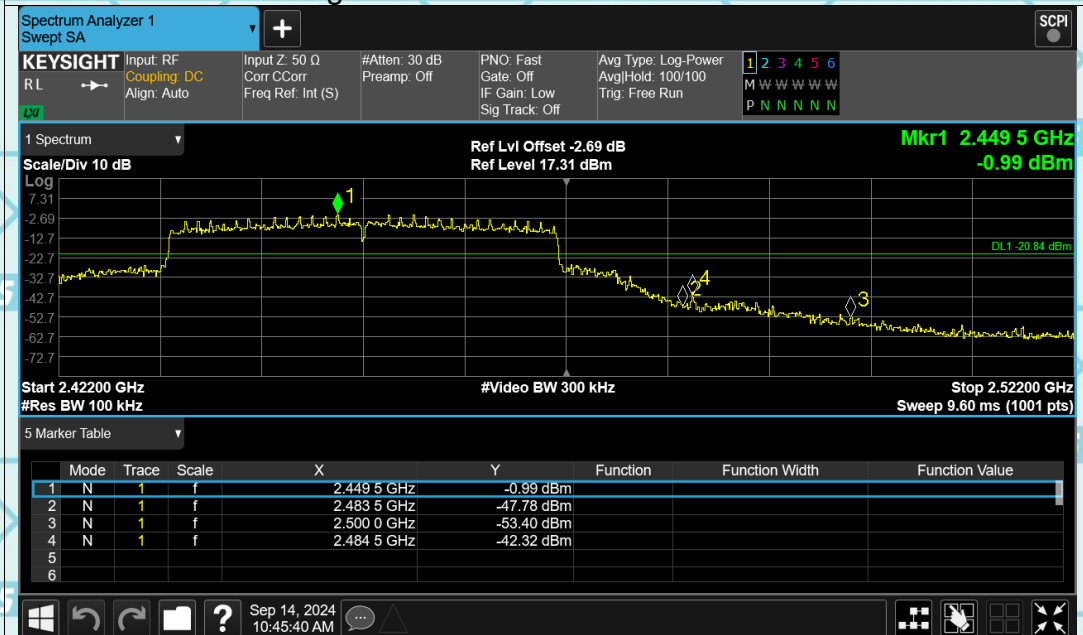 Spectrum Analyzer 1
Swept SA
+
SCPI
KEYSIGHT Input: RF Input Z: 50 Ω #Atten: 30 dB PNO: Fast Avg Type: Log-Power 1 2 3 4 5 6
R L Coupling: DC Corr CCorr Preamp: Off Gate: Off Avg|Hold: 100/100 M W W W W W
Align: Auto Freq Ref: Int (S) IF Gain: Low Trig: Free Run
LXI Sig Track: Off P N N N N N
1 Spectrum Ref Lvl Offset -2.69 dB Mkr1 2.449 5 GHz
Scale/Div 10 dB Ref Level 17.31 dBm -0.99 dBm
Log
7.31
-2.69
-12.7
-22.7
-32.7
-42.7
-52.7
-62.7
-72.7
1
DL1 -20.84 dBm
4
2
3
Start 2.42200 GHz #Video BW 300 kHz Stop 2.52200 GHz
#Res BW 100 kHz Sweep 9.60 ms (1001 pts)
5 Marker Table
Mode Trace Scale X Y Function Function Width Function Value
1 N 1 f 2.449 5 GHz -0.99 dBm
2 N 1 f 2.483 5 GHz -47.78 dBm
3 N 1 f 2.500 0 GHz -53.40 dBm
4 N 1 f 2.484 5 GHz -42.32 dBm
5
6
? Sep 14, 2024
10:45:40 AM